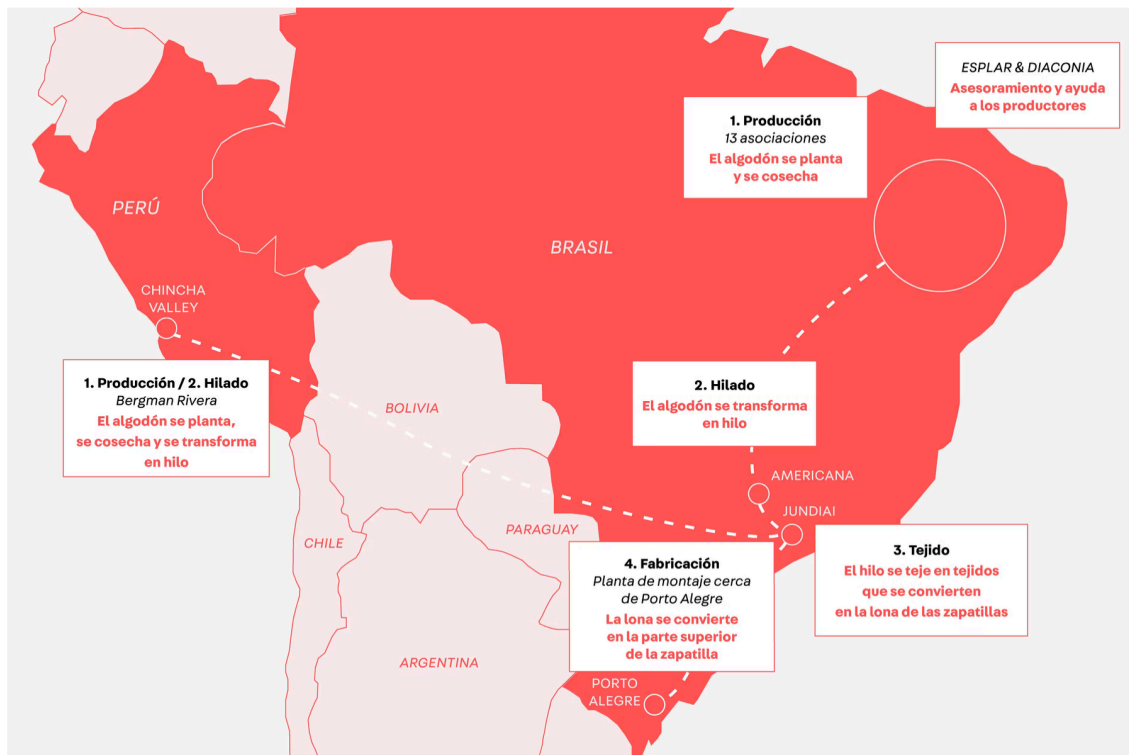 ESPLAR & DIACONIA
Asesoramiento y ayuda
a los productores
1. Producción
13 asociaciones
El algodón se planta
y se cosecha
PERÚ
BRASIL
CHINCHA
VALLEY
1. Producción / 2. Hilado
Bergman Rivera
El algodón se planta,
se cosecha y se transforma
en hilo
2. Hilado
El algodón se transforma
en hilo
BOLIVIA
AMERICANA
JUNDIAI
PARAGUAY
CHILE
3. Tejido
El hilo se teje en tejidos
que se convierten
en la lona de las zapatillas
4. Fabricación
Planta de montaje cerca
de Porto Alegre
La lona se convierte
en la parte superior
de la zapatilla
ARGENTINA
PORTO
ALEGRE